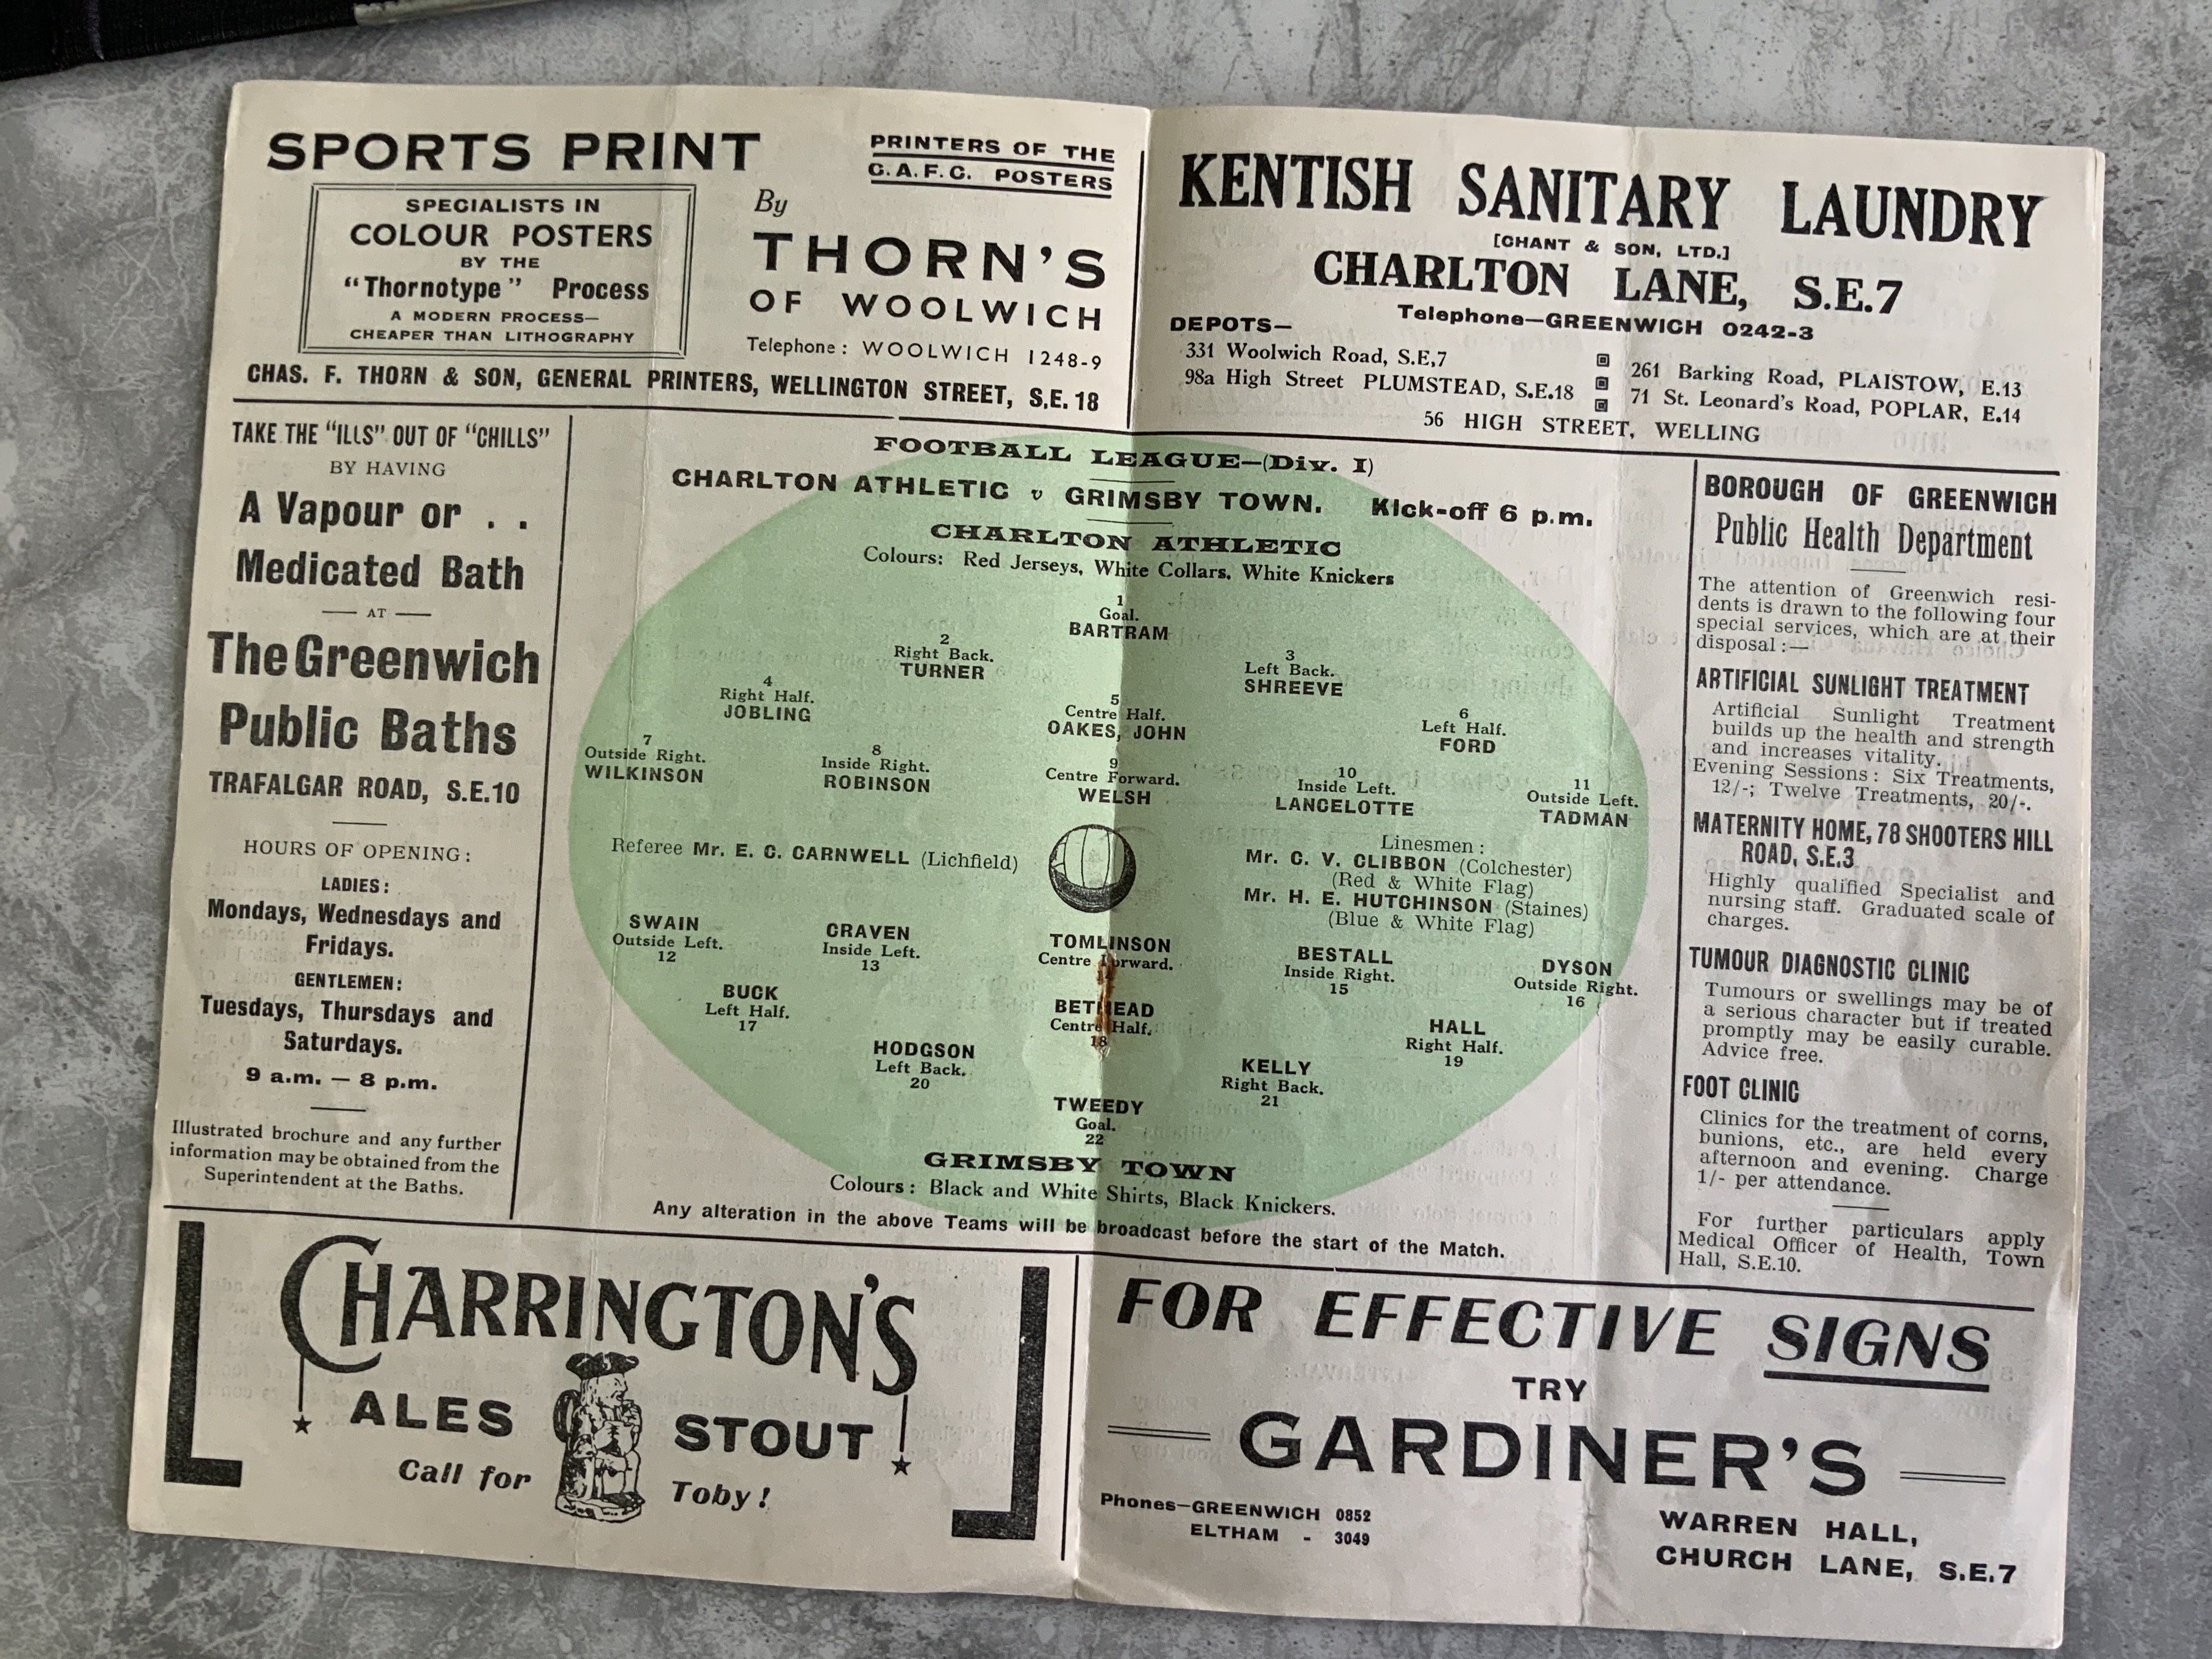 SPORTS PRINT
PRINTERS OF THE
C.A.F.C. POSTERS
SPECIALISTS IN
COLOUR POSTERS
BY THE
"Thornotype" Process
A MODERN PROCESS—
CHEAPER THAN LITHOGRAPHY
By
THORN'S
OF WOOLWICH
Telephone: WOOLWICH 1248-9
CHAS. F. THORN & SON, GENERAL PRINTERS, WELLINGTON STREET, S.E. 18
KENTISH SANITARY LAUNDRY
[CHANT & SON, LTD.]
CHARLTON LANE, S.E.7
Telephone—GREENWICH 0242-3
DEPOTS—
331 Woolwich Road, S.E,7
98a High Street PLUMSTEAD, S.E.18
261 Barking Road, PLAISTOW, E.13
71 St. Leonard's Road, POPLAR, E.14
56 HIGH STREET, WELLING
TAKE THE "ILLS" OUT OF "CHILLS"
BY HAVING
A Vapour or . .
Medicated Bath
— AT —
The Greenwich
Public Baths
TRAFALGAR ROAD, S.E.10
HOURS OF OPENING:
LADIES:
Mondays, Wednesdays and
Fridays.
GENTLEMEN:
Tuesdays, Thursdays and
Saturdays.
9 a.m. — 8 p.m.
Illustrated brochure and any further
information may be obtained from the
Superintendent at the Baths.
FOOTBALL LEAGUE—(Div. I)
CHARLTON ATHLETIC v GRIMSBY TOWN. Kick-off 6 p.m.
CHARLTON ATHLETIC
Colours: Red Jerseys, White Collars, White Knickers
1
Goal.
BARTRAM
2
Right Back.
TURNER
3
Left Back.
SHREEVE
4
Right Half.
JOBLING
5
Centre Half.
OAKES, JOHN
6
Left Half.
FORD
7
Outside Right.
WILKINSON
8
Inside Right.
ROBINSON
9
Centre Forward.
WELSH
10
Inside Left.
LANCELOTTE
11
Outside Left.
TADMAN
Referee Mr. E. C. CARNWELL (Lichfield)
Linesmen:
Mr. C. V. CLIBBON (Colchester)
(Red & White Flag)
Mr. H. E. HUTCHINSON (Staines)
(Blue & White Flag)
SWAIN
Outside Left.
12
CRAVEN
Inside Left.
13
TOMLINSON
Centre Forward.
BESTALL
Inside Right.
15
DYSON
Outside Right.
16
BUCK
Left Half.
17
BETHEAD
Centre Half.
18
HALL
Right Half.
19
HODGSON
Left Back.
20
KELLY
Right Back.
21
TWEEDY
Goal.
22
GRIMSBY TOWN
Colours: Black and White Shirts, Black Knickers.
Any alteration in the above Teams will be broadcast before the start of the Match.
BOROUGH OF GREENWICH
Public Health Department
The attention of Greenwich resi-
dents is drawn to the following four
special services, which are at their
disposal:—
ARTIFICIAL SUNLIGHT TREATMENT
Artificial Sunlight Treatment
builds up the health and strength
and increases vitality.
Evening Sessions: Six Treatments,
12/-; Twelve Treatments, 20/-.
MATERNITY HOME, 78 SHOOTERS HILL
ROAD, S.E.3
Highly qualified Specialist and
nursing staff. Graduated scale of
charges.
TUMOUR DIAGNOSTIC CLINIC
Tumours or swellings may be of
a serious character but if treated
promptly may be easily curable.
Advice free.
FOOT CLINIC
Clinics for the treatment of corns,
bunions, etc., are held every
afternoon and evening. Charge
1/- per attendance.
For further particulars apply
Medical Officer of Health, Town
Hall, S.E.10.
CHARRINGTON'S
ALES STOUT
Call for Toby!
FOR EFFECTIVE SIGNS
TRY
GARDINER'S
Phones—GREENWICH 0852
ELTHAM - 3049
WARREN HALL,
CHURCH LANE, S.E.7